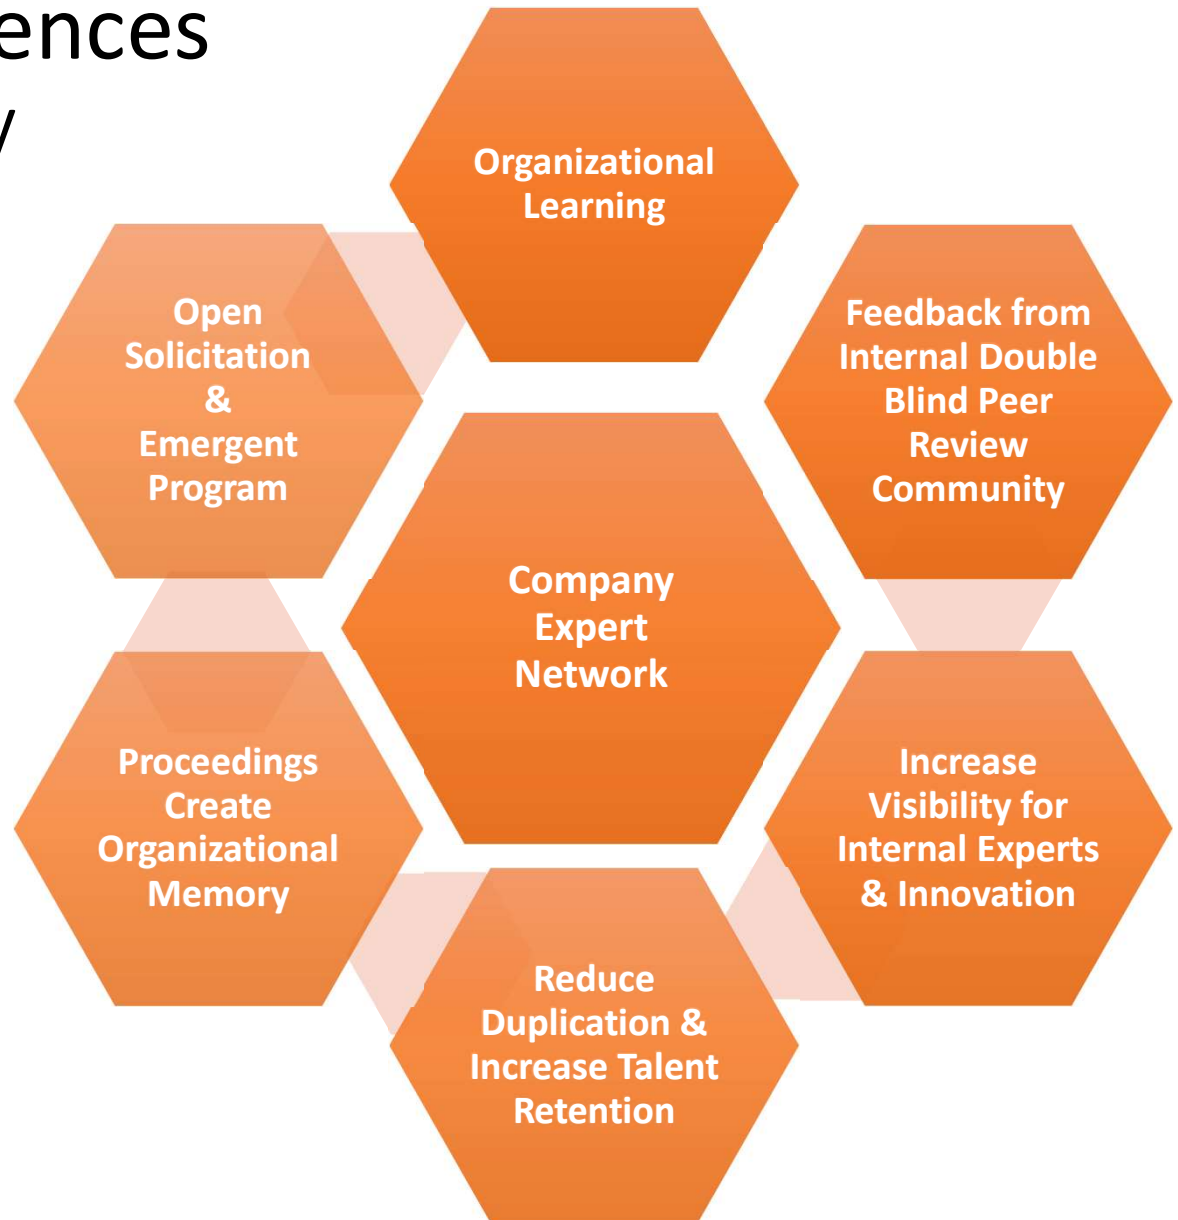 ences
y
Organizational
Learning
Open
Solicitation
&
Emergent
Program
Feedback from
Internal Double
Blind Peer
Review
Community
Company
Expert
Network
Proceedings
Create
Organizational
Memory
Increase
Visibility for
Internal Experts
& Innovation
Reduce
Duplication &
Increase Talent
Retention